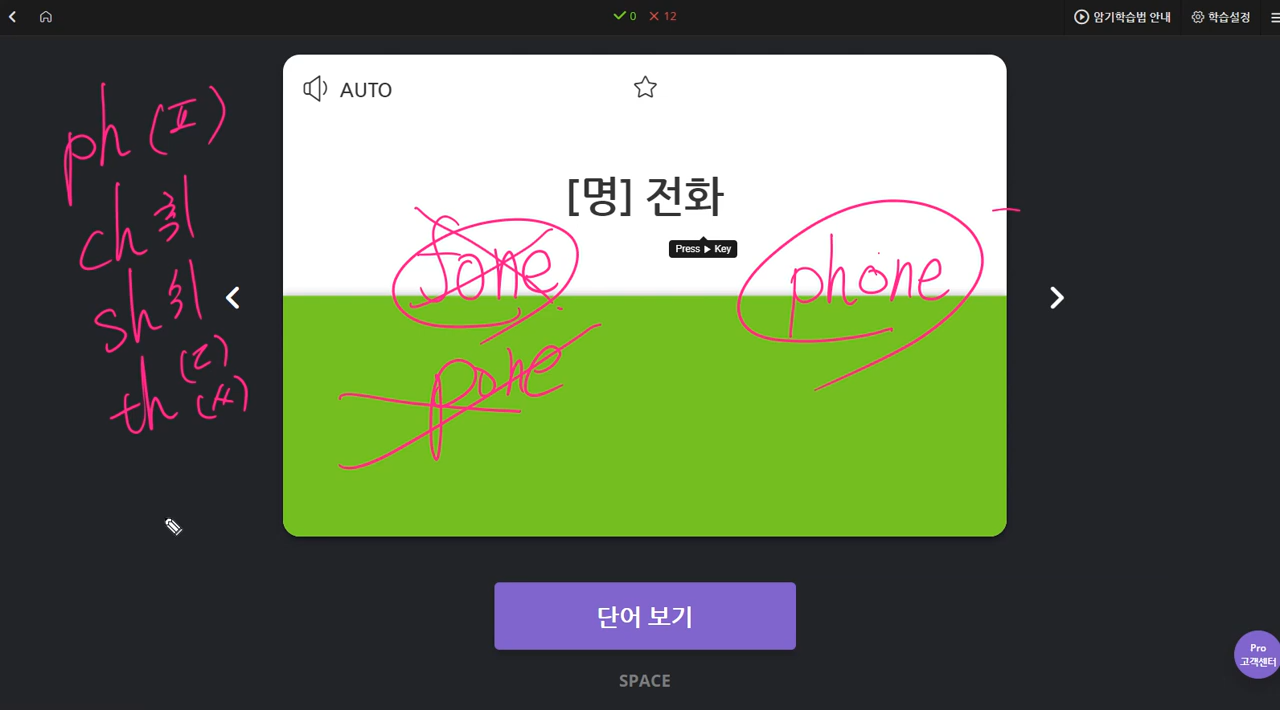 0 12
암기학습법 안내
학습설정
AUTO
[명] 전화
Press ▶ Key
fone
phone
pone
ph (ㅍ)
ch 취
sh 쉬
th (ㄷ)
(ㅆ)
단어 보기
SPACE
Pro
고객센터